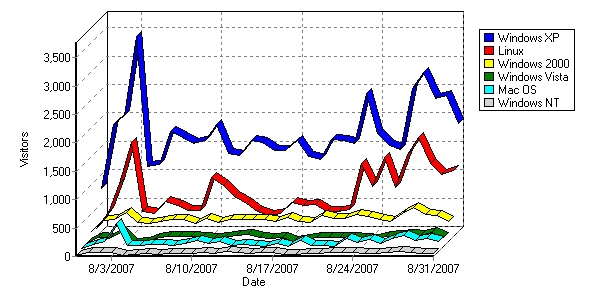 3,500
3,000
2,500
2,000
1,500
1,000
500
0
Visitors
8/3/2007
8/10/2007
8/17/2007
8/24/2007
8/31/2007
Date
Windows XP
Linux
Windows 2000
Windows Vista
Mac OS
Windows NT